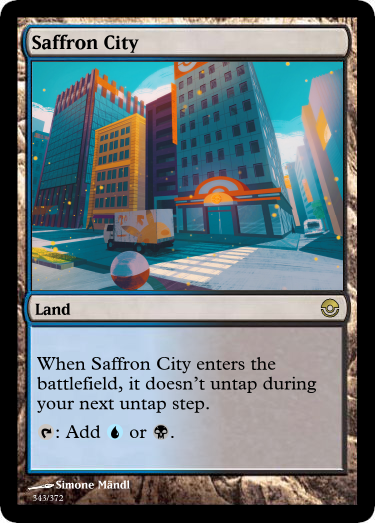 Saffron City
Land
When Saffron City enters the
battlefield, it doesn't untap during
your next untap step.
: Add or .
Simone Mändl
343/372